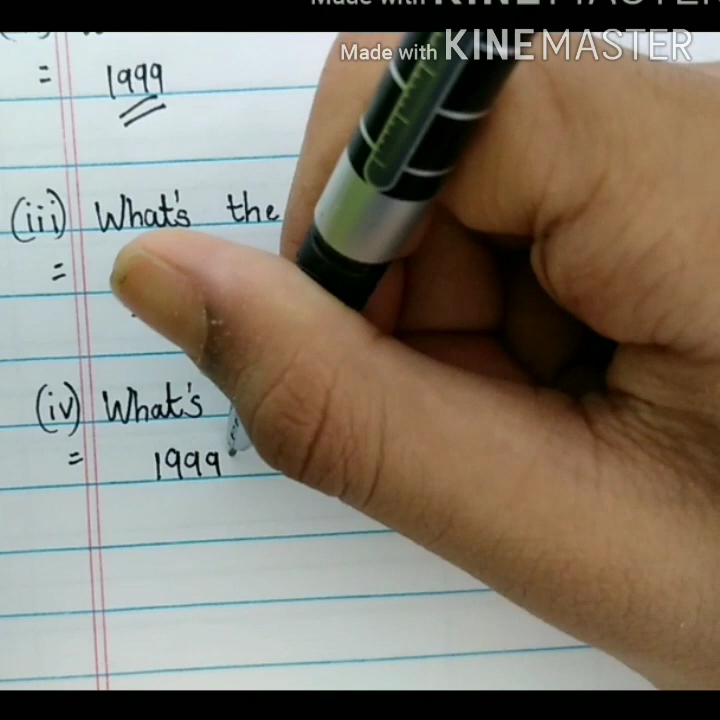 Made with KINEMASTER
= 1999
(iii) What's the
=
(iv) What's
= 1999